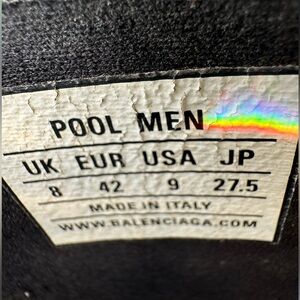 POOL MEN
UK EUR USA JP
8 42 9 27.5
MADE IN ITALY
WWW.BALENCIAGA.COM